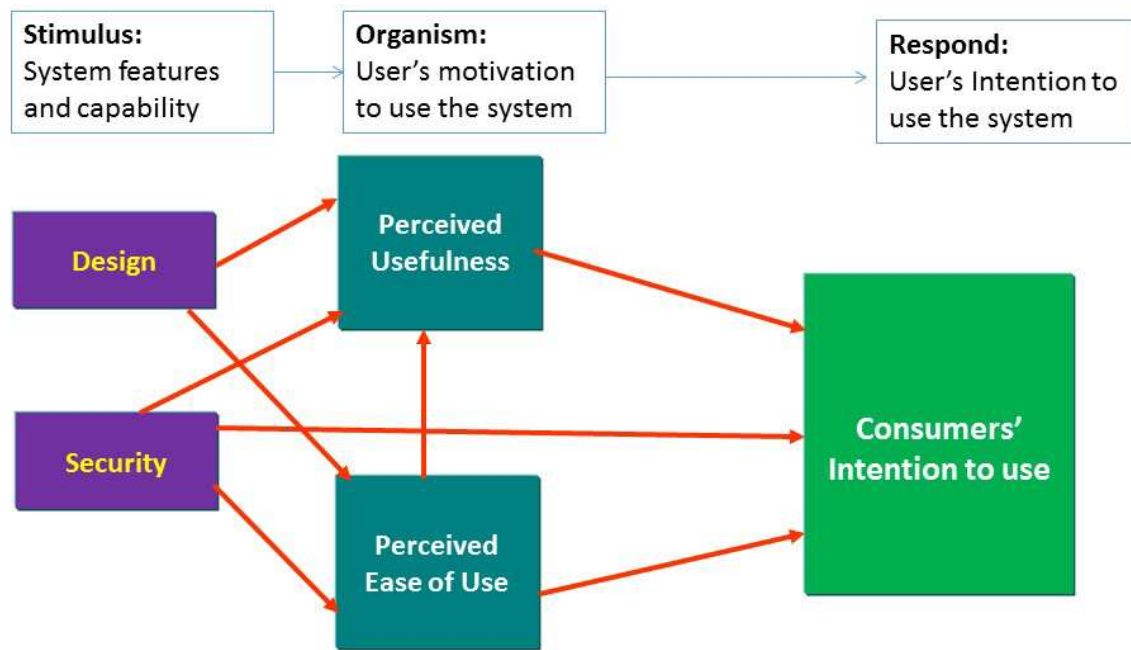 Stimulus:
System features
and capability
Organism:
User's motivation
to use the system
Respond:
User's Intention to
use the system
Design
Perceived
Usefulness
Security
Consumers'
Intention to use
Perceived
Ease of Use